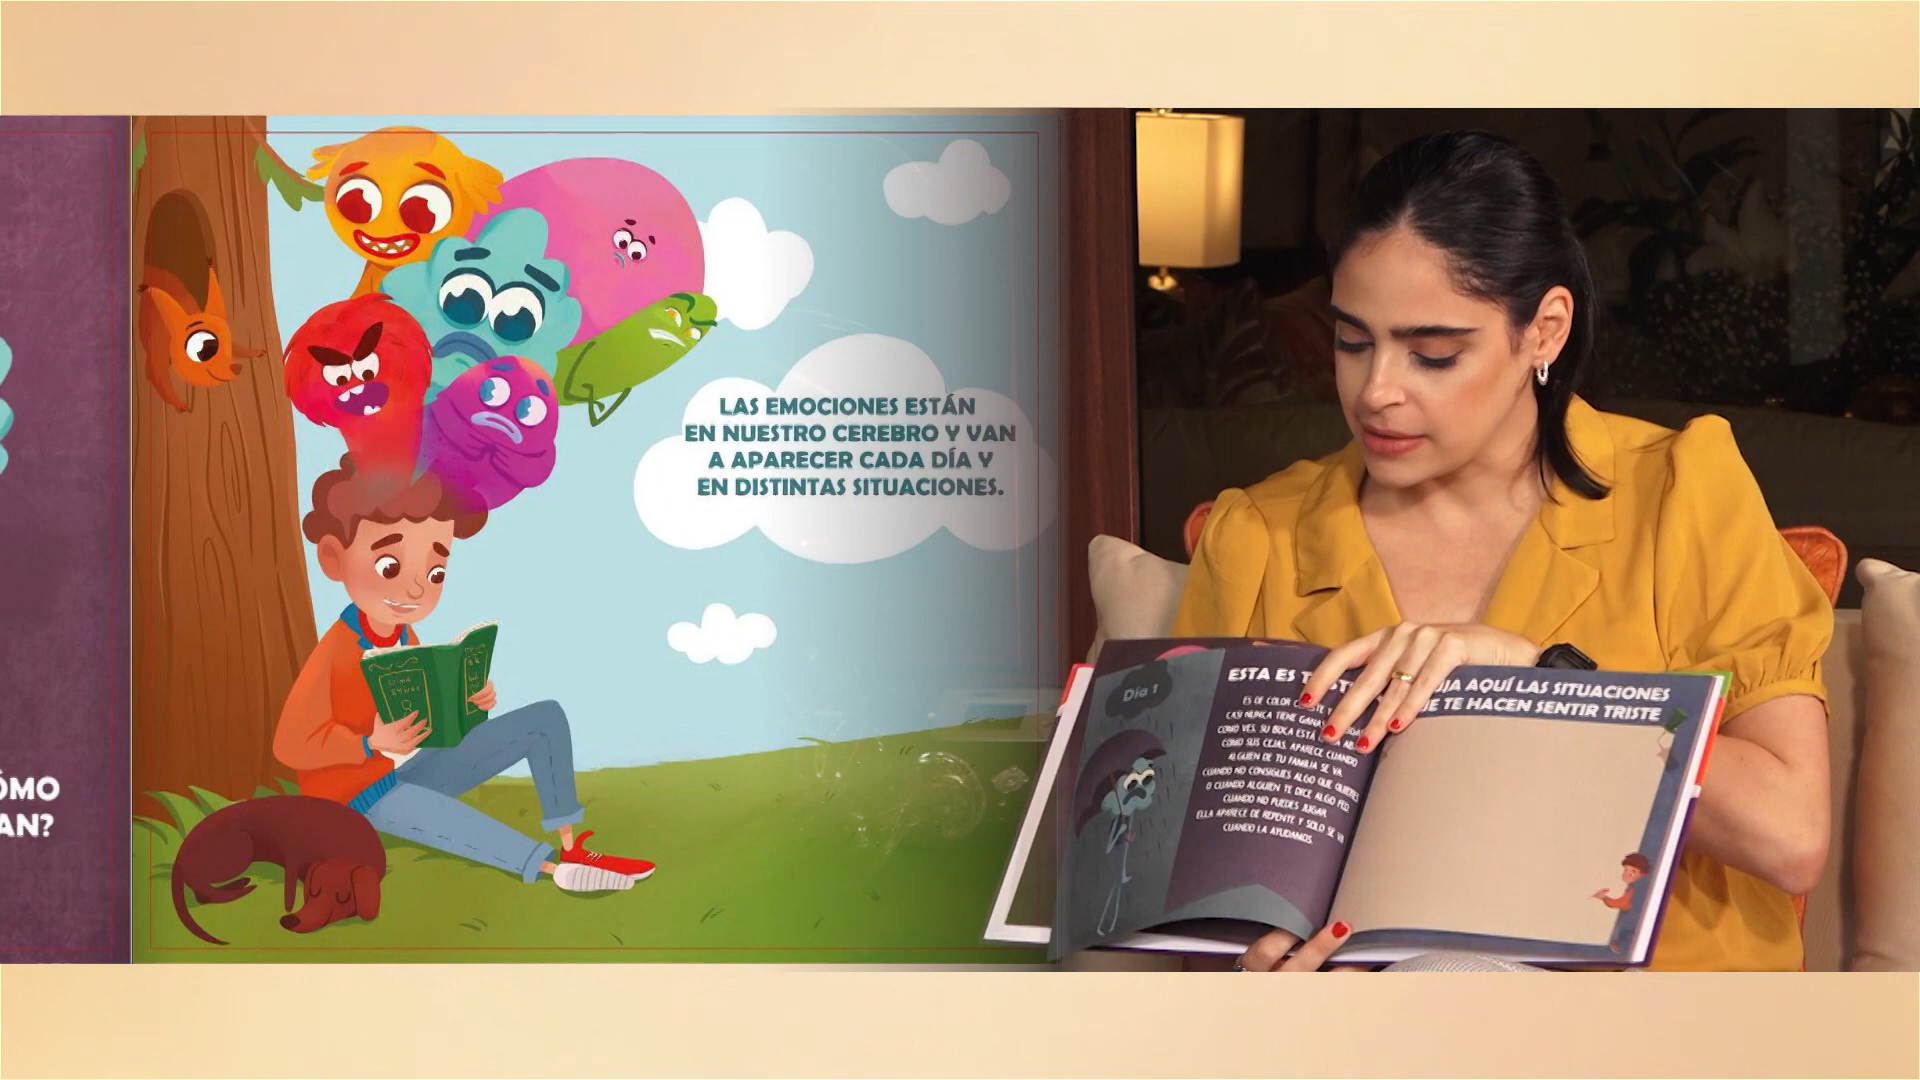 ÓMO
AN?
LAS EMOCIONES ESTÁN
EN NUESTRO CEREBRO Y VAN
A APARECER CADA DÍA Y
EN DISTINTAS SITUACIONES.
Día 1
ESTA ES
ES DE COLOR
CASI NUNCA TIENE GANAS
COMO VES, SU BOCA ESTÁ
COMO SUS CEJAS. APARECE CUANDO
ALGUIEN DE TU FAMILIA SE VA,
CUANDO NO CONSIGUES ALGO QUE QUIERES
O CUANDO ALGUIEN TE DICE ALGO FEO,
CUANDO NO PUEDES JUGAR.
ELLA APARECE DE REPENTE Y SOLO SE VA
CUANDO LA AYUDAMOS.
JA AQUÍ LAS SITUACIONES
UE TE HACEN SENTIR TRISTE